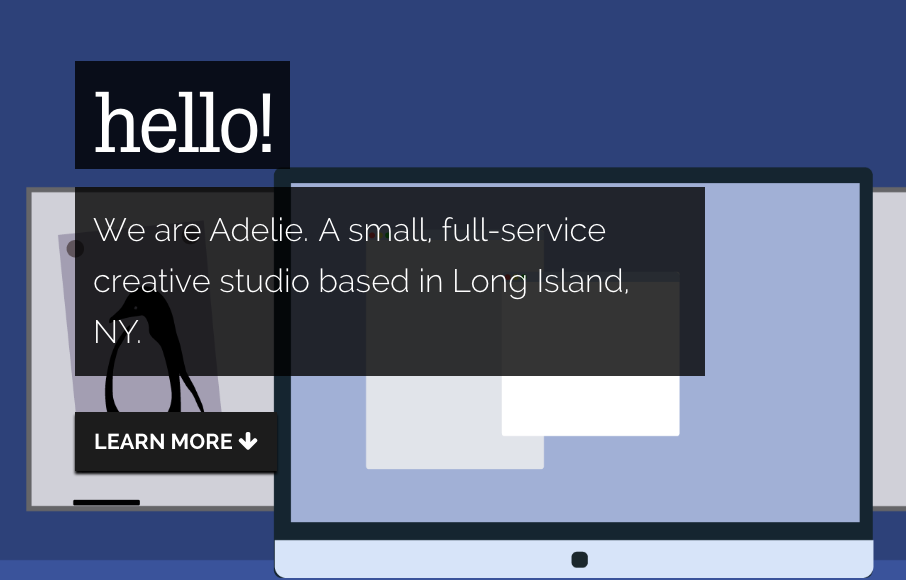 hello!
We are Adelie. A small, full-service
creative studio based in Long Island,
NY.
LEARN MORE